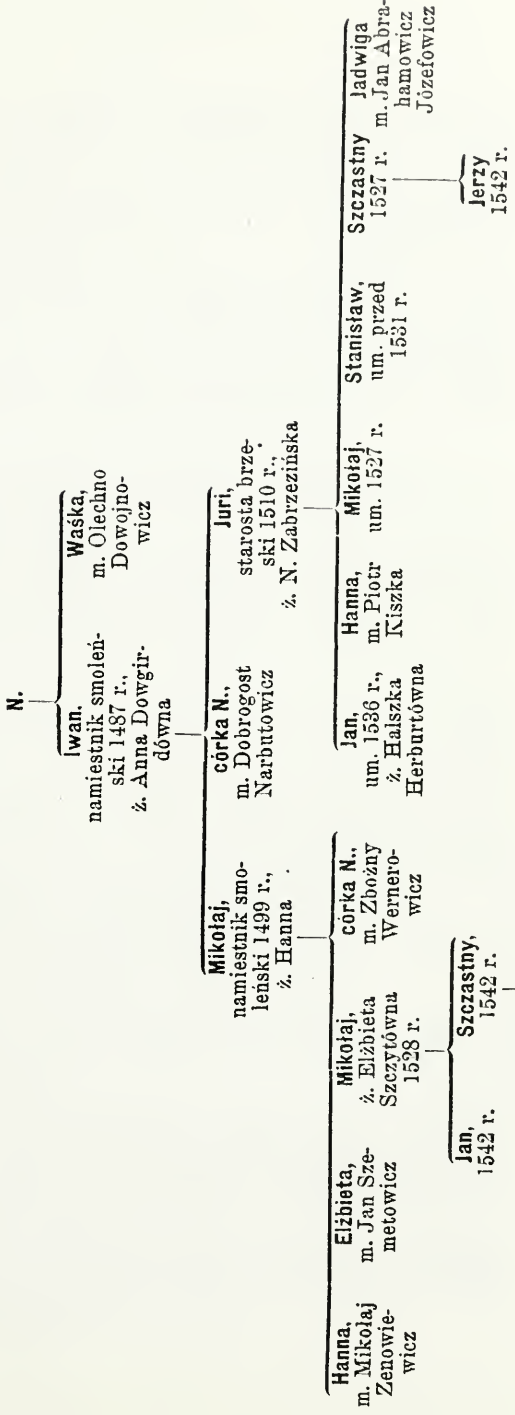 N.
Iwan.
namiestnik smoleń-
ski 1487 r.,
ż. Anna Dowgir-
dówna
Waśka,
m. Olechno
Dowojno-
wicz
Mikołaj,
namiestnik smo-
leński 1499 r.,
ż. Hanna
córka N.,
m. Dobrogost
Narbutowicz
Juri,
starosta brze-
ski 1510 r.,
ż. N. Zabrzezińska
Hanna,
m. Mikołaj
Zenowie-
wicz
Elżbieta,
m. Jan Sze-
metowicz
Mikołaj,
ż. Elżbieta
Szczytówna
1528 r.
córka N.,
m. Zbożny
Wernero-
wicz
Jan,
um. 1536 r.,
ż. Halszka
Herburtówna
Hanna,
m. Piotr
Kiszka
Mikołaj,
um. 1527 r.
Stanisław,
um. przed
1531 r.
Szczastny
1527 r.
Jadwiga
m. Jan Abra-
hamowicz
Józefowicz
Jan,
1542 r.
Szczastny,
1542 r.
Jerzy
1542 r.